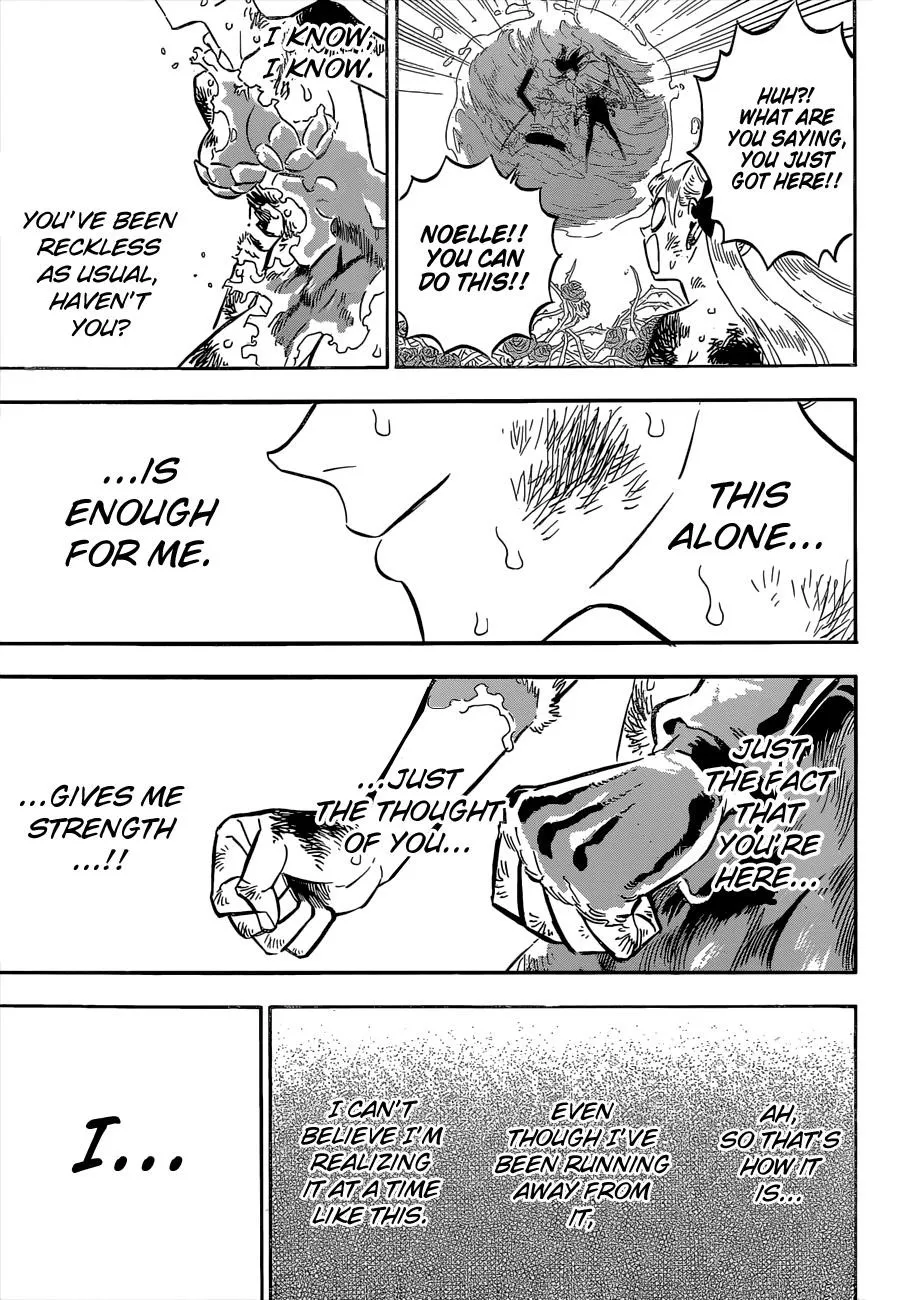 HUH?!
WHAT ARE
YOU SAYING,
YOU JUST
GOT HERE!!
NOELLE!!
YOU CAN
DO THIS!!
I KNOW,
I KNOW.
YOU'VE BEEN
RECKLESS
AS USUAL,
HAVEN'T
YOU?
THIS
ALONE...
...IS
ENOUGH
FOR ME.
JUST
THE FACT
THAT
YOU'RE
HERE...
...JUST
THE THOUGHT
OF YOU...
...GIVES ME
STRENGTH
...!!
AH,
SO THAT'S
HOW IT
IS...
EVEN
THOUGH I'VE
BEEN RUNNING
AWAY FROM
IT,
I CAN'T
BELIEVE I'M
REALIZING
IT AT A TIME
LIKE THIS.
I...